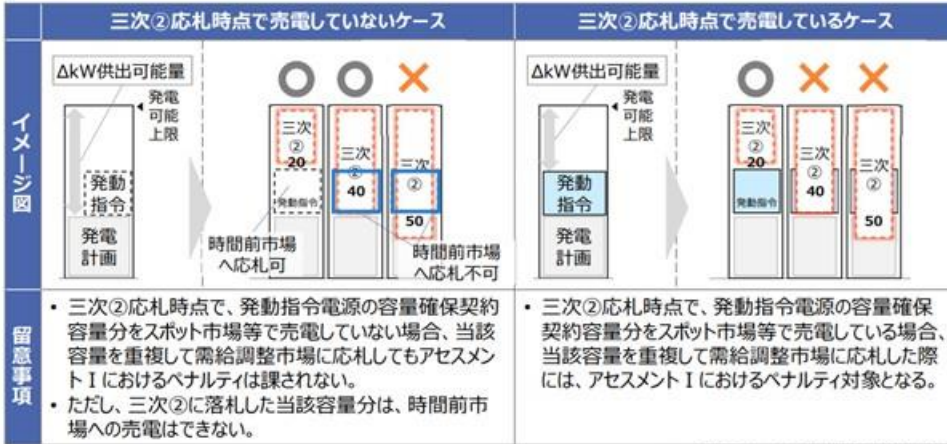 三次②応札時点で売電していないケース
三次②応札時点で売電しているケース
イメージ図
ΔkW供出可能量
発電
可能
上限
発動
指令
発電
計画
三次
②
20
発動指令
三次
②
40
三次
②
50
時間前市場
へ応札可
時間前市場
へ応札不可
ΔkW供出可能量
発電
可能
上限
発動
指令
発電
計画
三次
②
20
発動指令
三次
②
40
三次
②
50
留意事項
・ 三次②応札時点で、発動指令電源の容量確保契約
容量分をスポット市場等で売電していない場合、当該
容量を重複して需給調整市場に応札してもアセスメン
トⅠにおけるペナルティは課されない。
・ ただし、三次②に落札した当該容量分は、時間前市
場への売電はできない。
・ 三次②応札時点で、発動指令電源の容量確保
契約容量分をスポット市場等で売電している場合、
当該容量を重複して需給調整市場に応札した際
には、アセスメントⅠにおけるペナルティ対象となる。